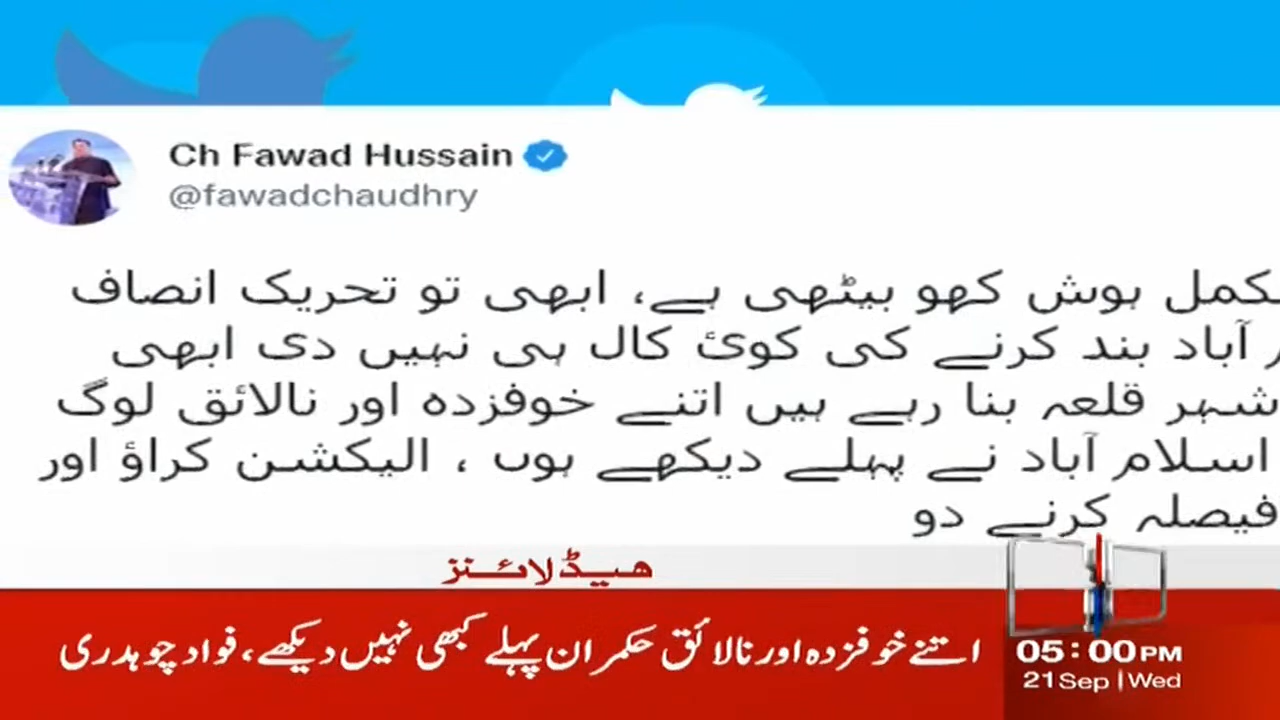 Ch Fawad Hussain
@fawadchaudhry
ہوش کھو بیٹھی ہے، ابھی تو تحریک انصاف
آباد بند کرنے کی کوئ کال ہی نہیں دی ابھی
شہر قلعہ بنا رہے ہیں اتنے خوفزدہ اور نالائق لوگ
اسلام آباد نے پہلے دیکھے ہوں ، الیکشن کراؤ اور
فیصلہ کرنے دو
ھیڈلائنز
اتنے خوفزدہ اور نالائق حکمران پہلے کبھی نہیں دیکھے، فواد چوہدری
05:00PM
21Sep |Wed